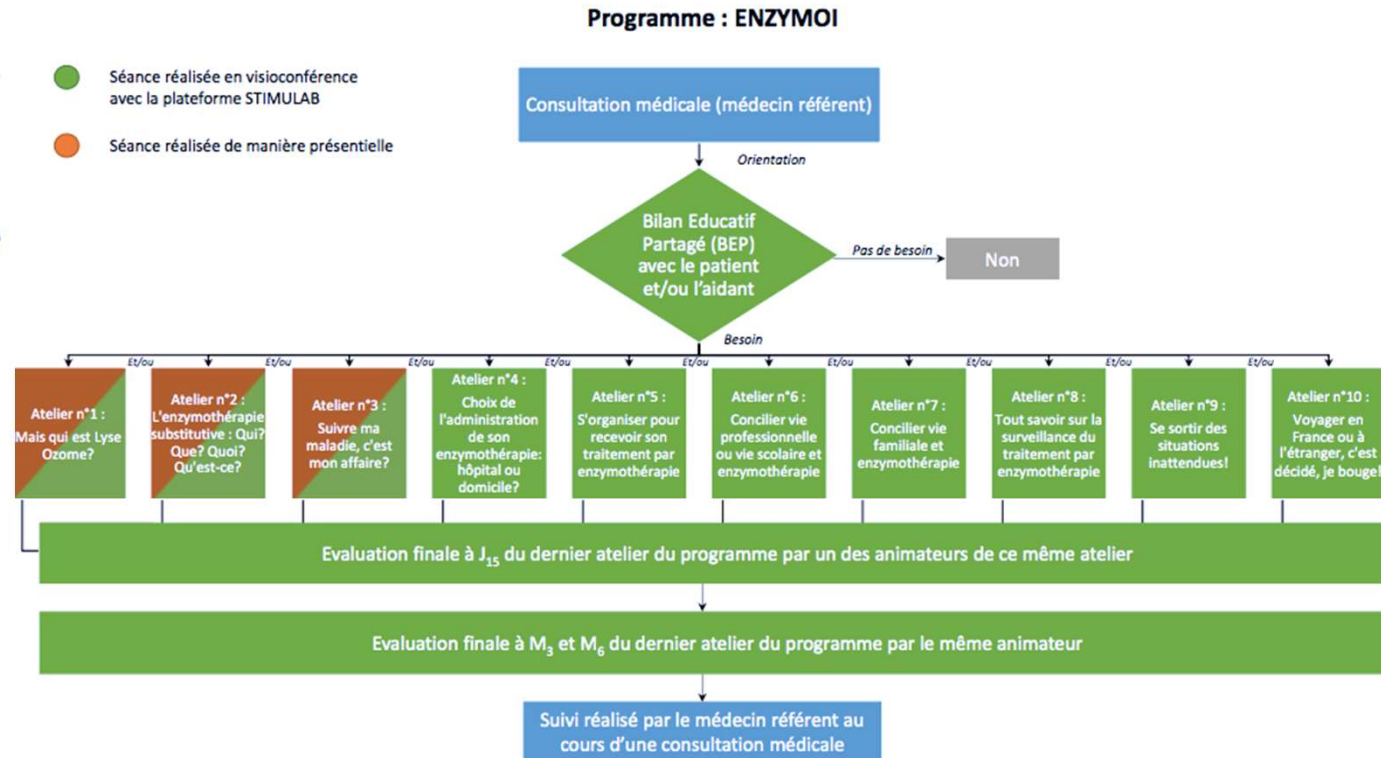 Programme : ENZYMOI
Séance réalisée en visioconférence
avec la plateforme STIMULAB
Séance réalisée de manière présentielle
Consultation médicale (médecin référent)
Orientation
Bilan Educatif
Partagé (BEP)
avec le patient
et/ou l'aidant
Pas de besoin
Non
Besoin
Et/ou
Et/ou
Et/ou
Et/ou
Et/ou
Et/ou
Et/ou
Et/ou
Et/ou
Atelier n°1 :
Mais qui est Lyse
Ozome?
Atelier n°2 :
L'enzymothérapie
substitutive : Qui?
Que? Quoi?
Qu'est-ce?
Atelier n°3 :
Suivre ma
maladie, c'est
mon affaire?
Atelier n°4 :
Choix de
l'administration
de son
enzymothérapie:
hôpital ou
domicile?
Atelier n°5 :
S'organiser pour
recevoir son
traitement par
enzymothérapie
Atelier n°6 :
Concilier vie
professionnelle
ou vie scolaire et
enzymothérapie
Atelier n°7 :
Concilier vie
familiale et
enzymothérapie
Atelier n°8 :
Tout savoir sur la
surveillance du
traitement par
enzymothérapie
Atelier n°9 :
Se sortir des
situations
inattendues!
Atelier n°10 :
Voyager en
France ou à
l'étranger, c'est
décidé, je bouge!
Evaluation finale à J15 du dernier atelier du programme par un des animateurs de ce même atelier
Evaluation finale à M3 et M6 du dernier atelier du programme par le même animateur
Suivi réalisé par le médecin référent au
cours d'une consultation médicale